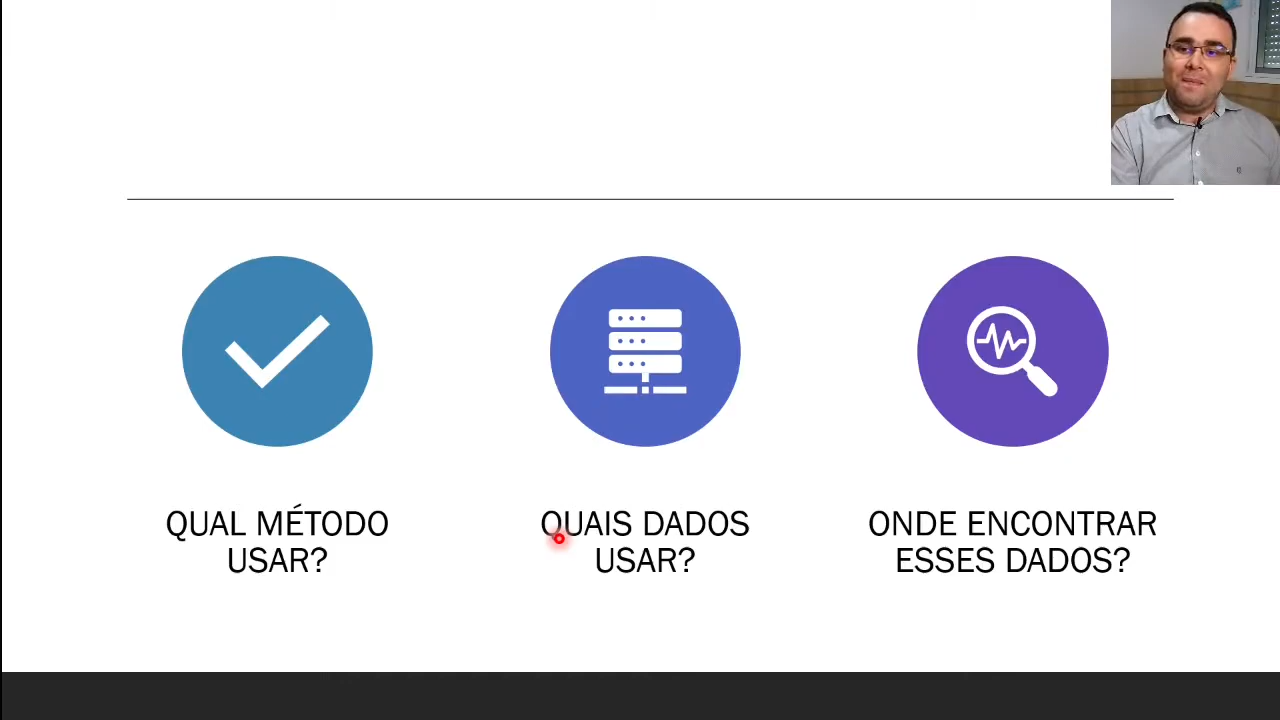 QUAL MÉTODO
USAR?
QUAIS DADOS
USAR?
ONDE ENCONTRAR
ESSES DADOS?